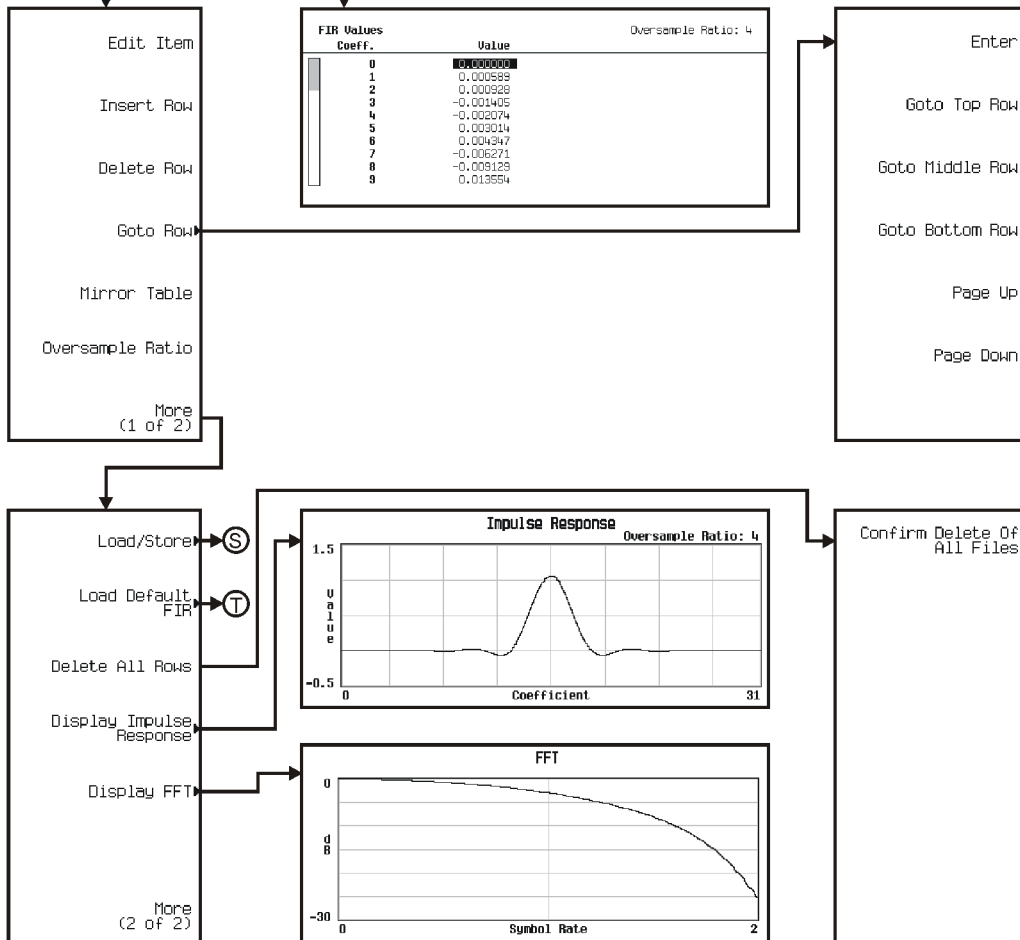 Edit Item
Insert Row
Delete Row
Goto Row
Mirror Table
Oversample Ratio
More
(1 of 2)
FIR Values
Oversample Ratio: 4
Coeff. Value
0 0.000000
1 0.000589
2 0.000928
3 -0.001405
4 -0.002074
5 0.003014
6 0.004347
7 -0.006271
8 -0.009129
9 0.013554
Enter
Goto Top Row
Goto Middle Row
Goto Bottom Row
Page Up
Page Down
Load/Store
S
Load Default
FIR
T
Delete All Rows
Display Impulse
Response
Display FFT
More
(2 of 2)
Impulse Response
Oversample Ratio: 4
1.5
Value
-0.5
0 Coefficient 31
FFT
0
dB
-30
0 Symbol Rate 2
Confirm Delete Of
All Files